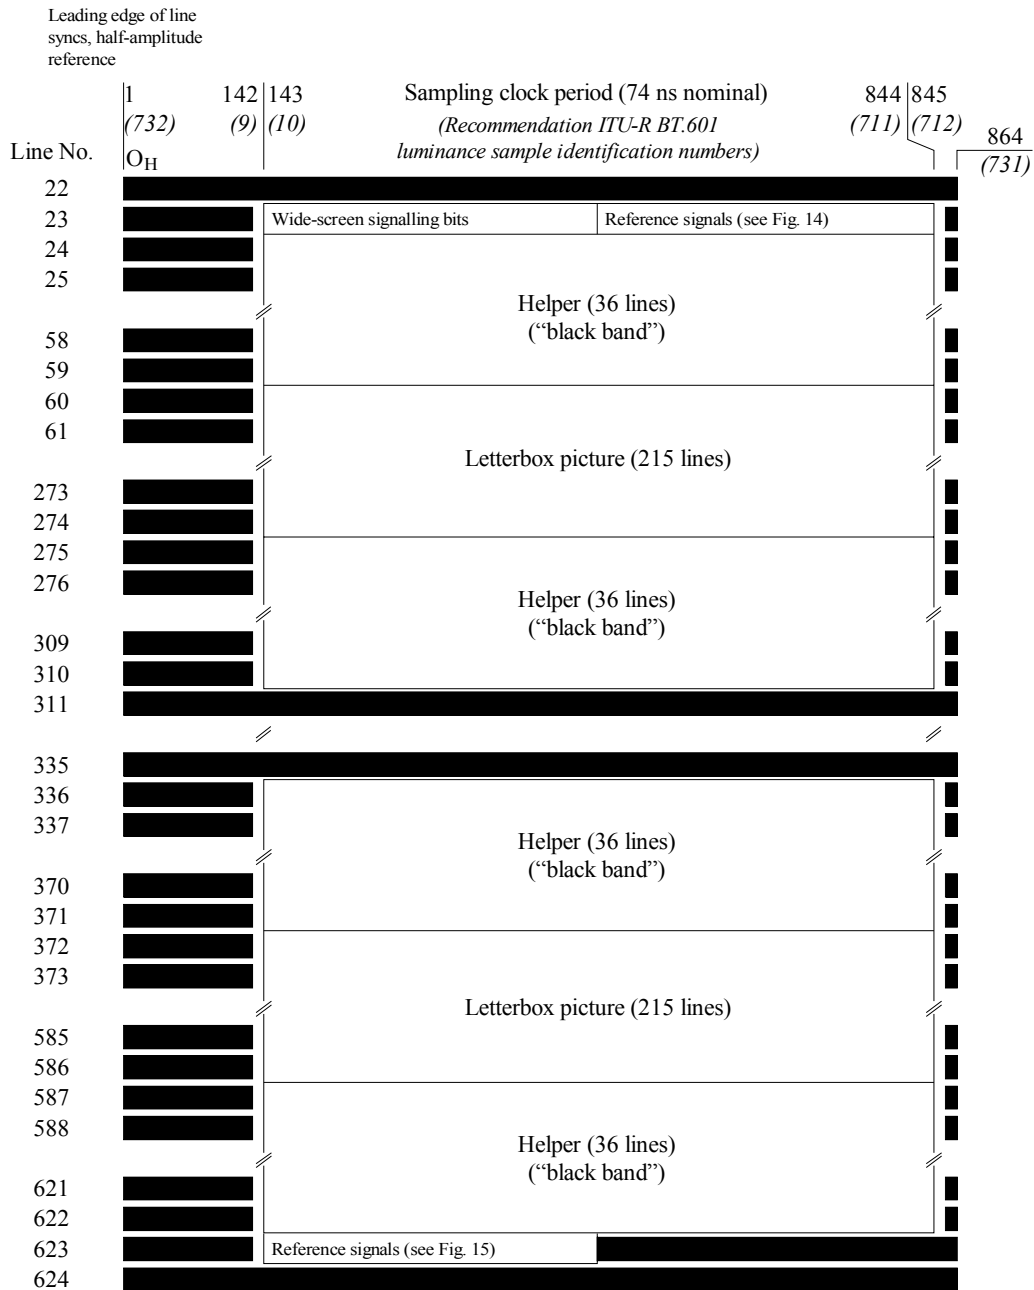 Leading edge of line
syncs, half-amplitude
reference
1 142 143 Sampling clock period (74 ns nominal) 844 845
(732) (9) (10) (Recommendation ITU-R BT.601 (711) (712) 864
Line No. OH luminance sample identification numbers) (731)
22
23 Wide-screen signalling bits Reference signals (see Fig. 14)
24
25
Helper (36 lines)
(“black band”)
58
59
60
61
Letterbox picture (215 lines)
273
274
275
276
Helper (36 lines)
(“black band”)
309
310
311
335
336
337
Helper (36 lines)
(“black band”)
370
371
372
373
Letterbox picture (215 lines)
585
586
587
588
Helper (36 lines)
(“black band”)
621
622
623 Reference signals (see Fig. 15)
624